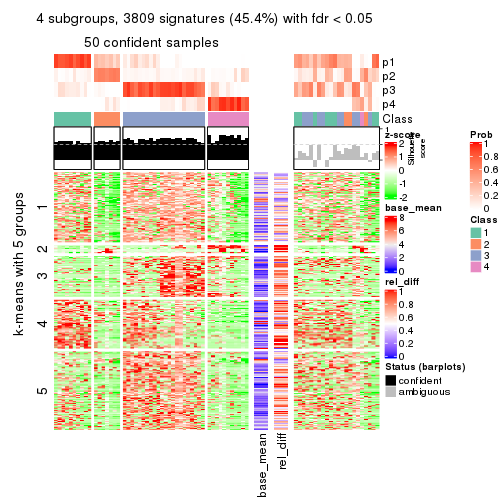 4 subgroups, 3809 signatures (45.4%) with fdr < 0.05
50 confident samples
p1
p2
p3
p4
Class
1
Silhouette
score
k-means with 5 groups
1
2
3
4
5
base_mean
rel_diff
z-score
2
1
0
-1
-2
base_mean
8
6
4
2
0
rel_diff
1
0.8
0.6
0.4
0.2
0
Status (barplots)
confident
ambiguous
Prob
1
0.8
0.6
0.4
0.2
0
Class
1
2
3
4